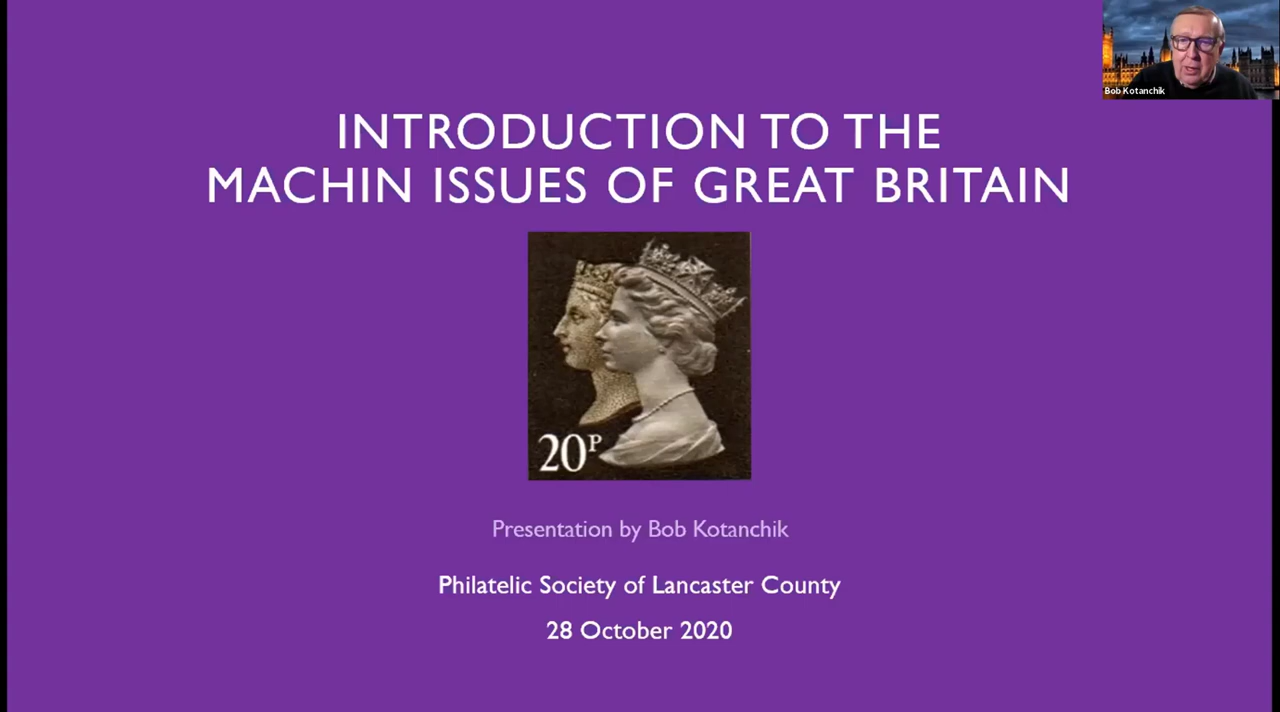 Bob Kotanchik
INTRODUCTION TO THE
MACHIN ISSUES OF GREAT BRITAIN
20P
Presentation by Bob Kotanchik
Philatelic Society of Lancaster County
28 October 2020